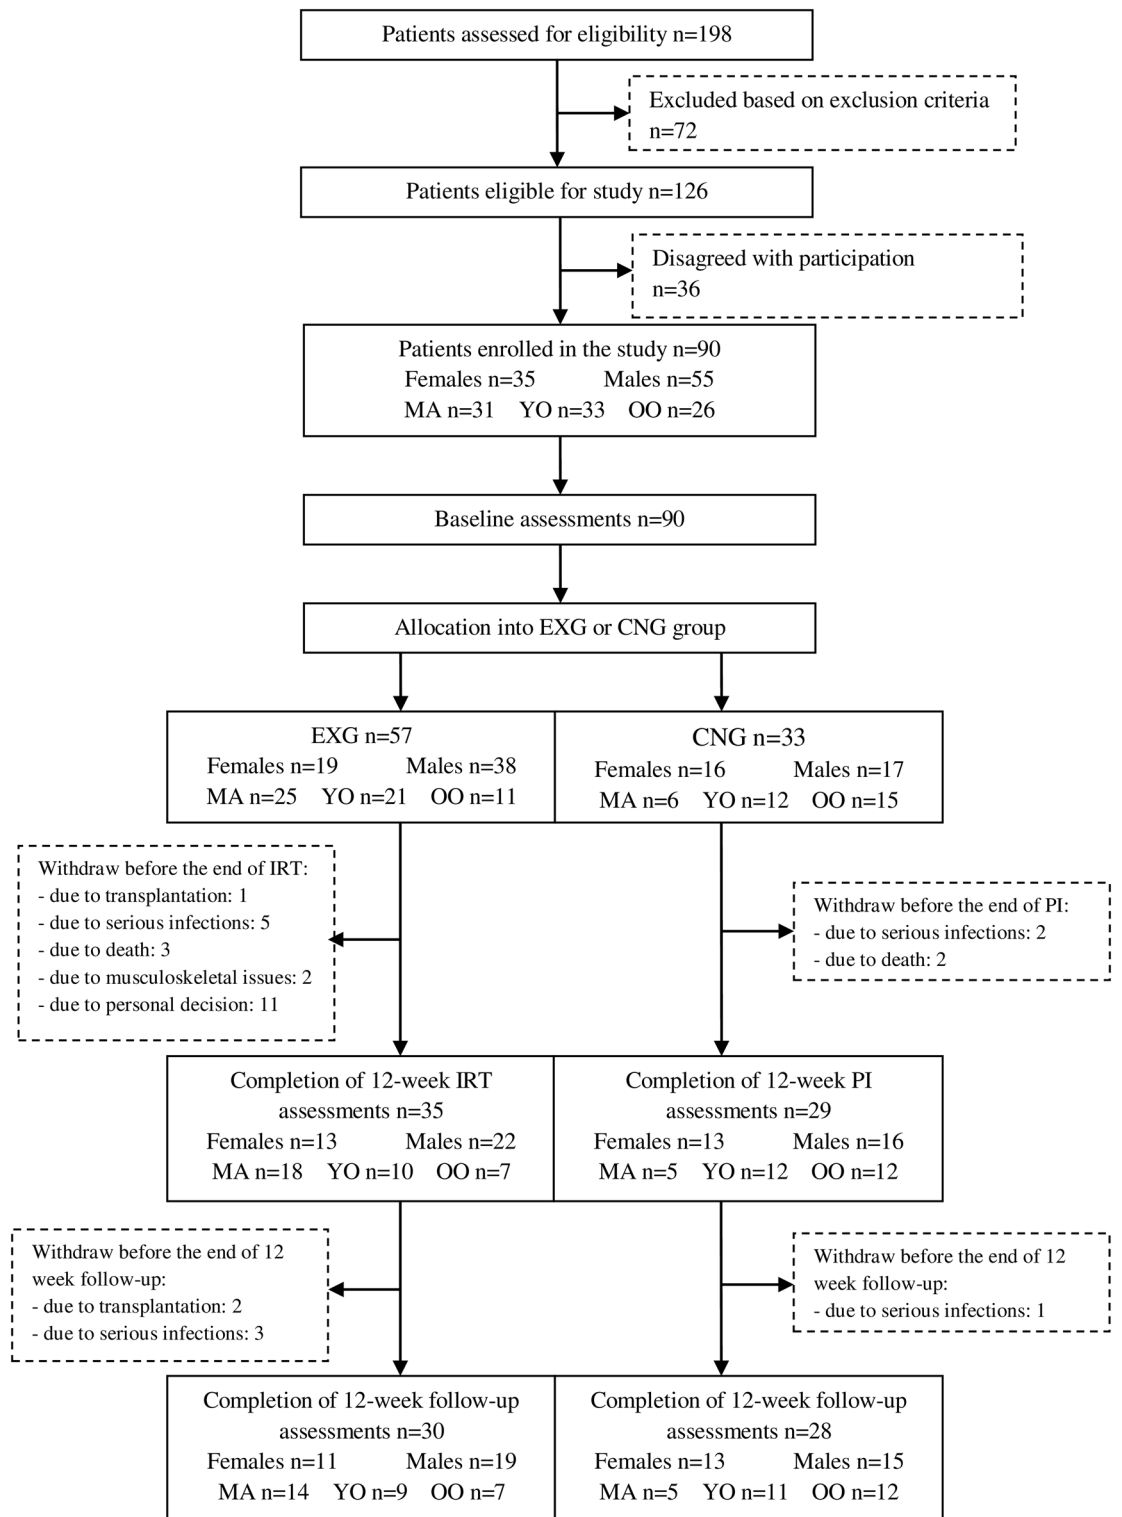 Patients assessed for eligibility n=198
Excluded based on exclusion criteria
n=72
Patients eligible for study n=126
Disagreed with participation
n=36
Patients enrolled in the study n=90
Females n=35 Males n=55
MA n=31 YO n=33 OO n=26
Baseline assessments n=90
Allocation into EXG or CNG group
EXG n=57
Females n=19 Males n=38
MA n=25 YO n=21 OO n=11
CNG n=33
Females n=16 Males n=17
MA n=6 YO n=12 OO n=15
Withdraw before the end of IRT:
- due to transplantation: 1
- due to serious infections: 5
- due to death: 3
- due to musculoskeletal issues: 2
- due to personal decision: 11
Withdraw before the end of PI:
- due to serious infections: 2
- due to death: 2
Completion of 12-week IRT
assessments n=35
Females n=13 Males n=22
MA n=18 YO n=10 OO n=7
Completion of 12-week PI
assessments n=29
Females n=13 Males n=16
MA n=5 YO n=12 OO n=12
Withdraw before the end of 12
week follow-up:
- due to transplantation: 2
- due to serious infections: 3
Withdraw before the end of 12
week follow-up:
- due to serious infections: 1
Completion of 12-week follow-up
assessments n=30
Females n=11 Males n=19
MA n=14 YO n=9 OO n=7
Completion of 12-week follow-up
assessments n=28
Females n=13 Males n=15
MA n=5 YO n=11 OO n=12